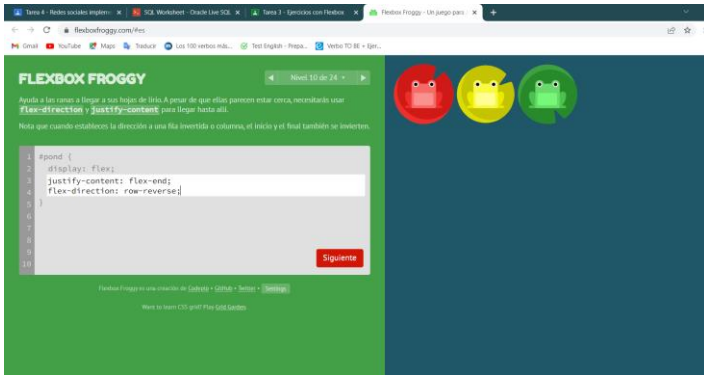 Tarea 4 - Redes sociales implem
SQL Worksheet - Oracle Live SQL
Tarea 3 - Ejercicios con Flexbox
Flexbox Froggy - Un juego para
flexboxfroggy.com/#es
Gmail YouTube Maps Traducir Los 100 verbos más... Test English - Prepa... Verbo TO BE + Ejer...
FLEXBOX FROGGY
Nivel 10 de 24
Ayuda a las ranas a llegar a sus hojas de lirio. A pesar de que ellas parecen estar cerca, necesitarás usar
flex-direction y justify-content para llegar hasta allí.
Nota que cuando estableces la dirección a una fila invertida o columna, el inicio y el final también se invierten.
1 #pond {
2 display: flex;
3 justify-content: flex-end;
4 flex-direction: row-reverse;
5 }
6
7
8
9
10
Siguiente
Flexbox Froggy es una creación de Codepip • GitHub • Twitter • Settings
Want to learn CSS grid? Play Grid Garden.